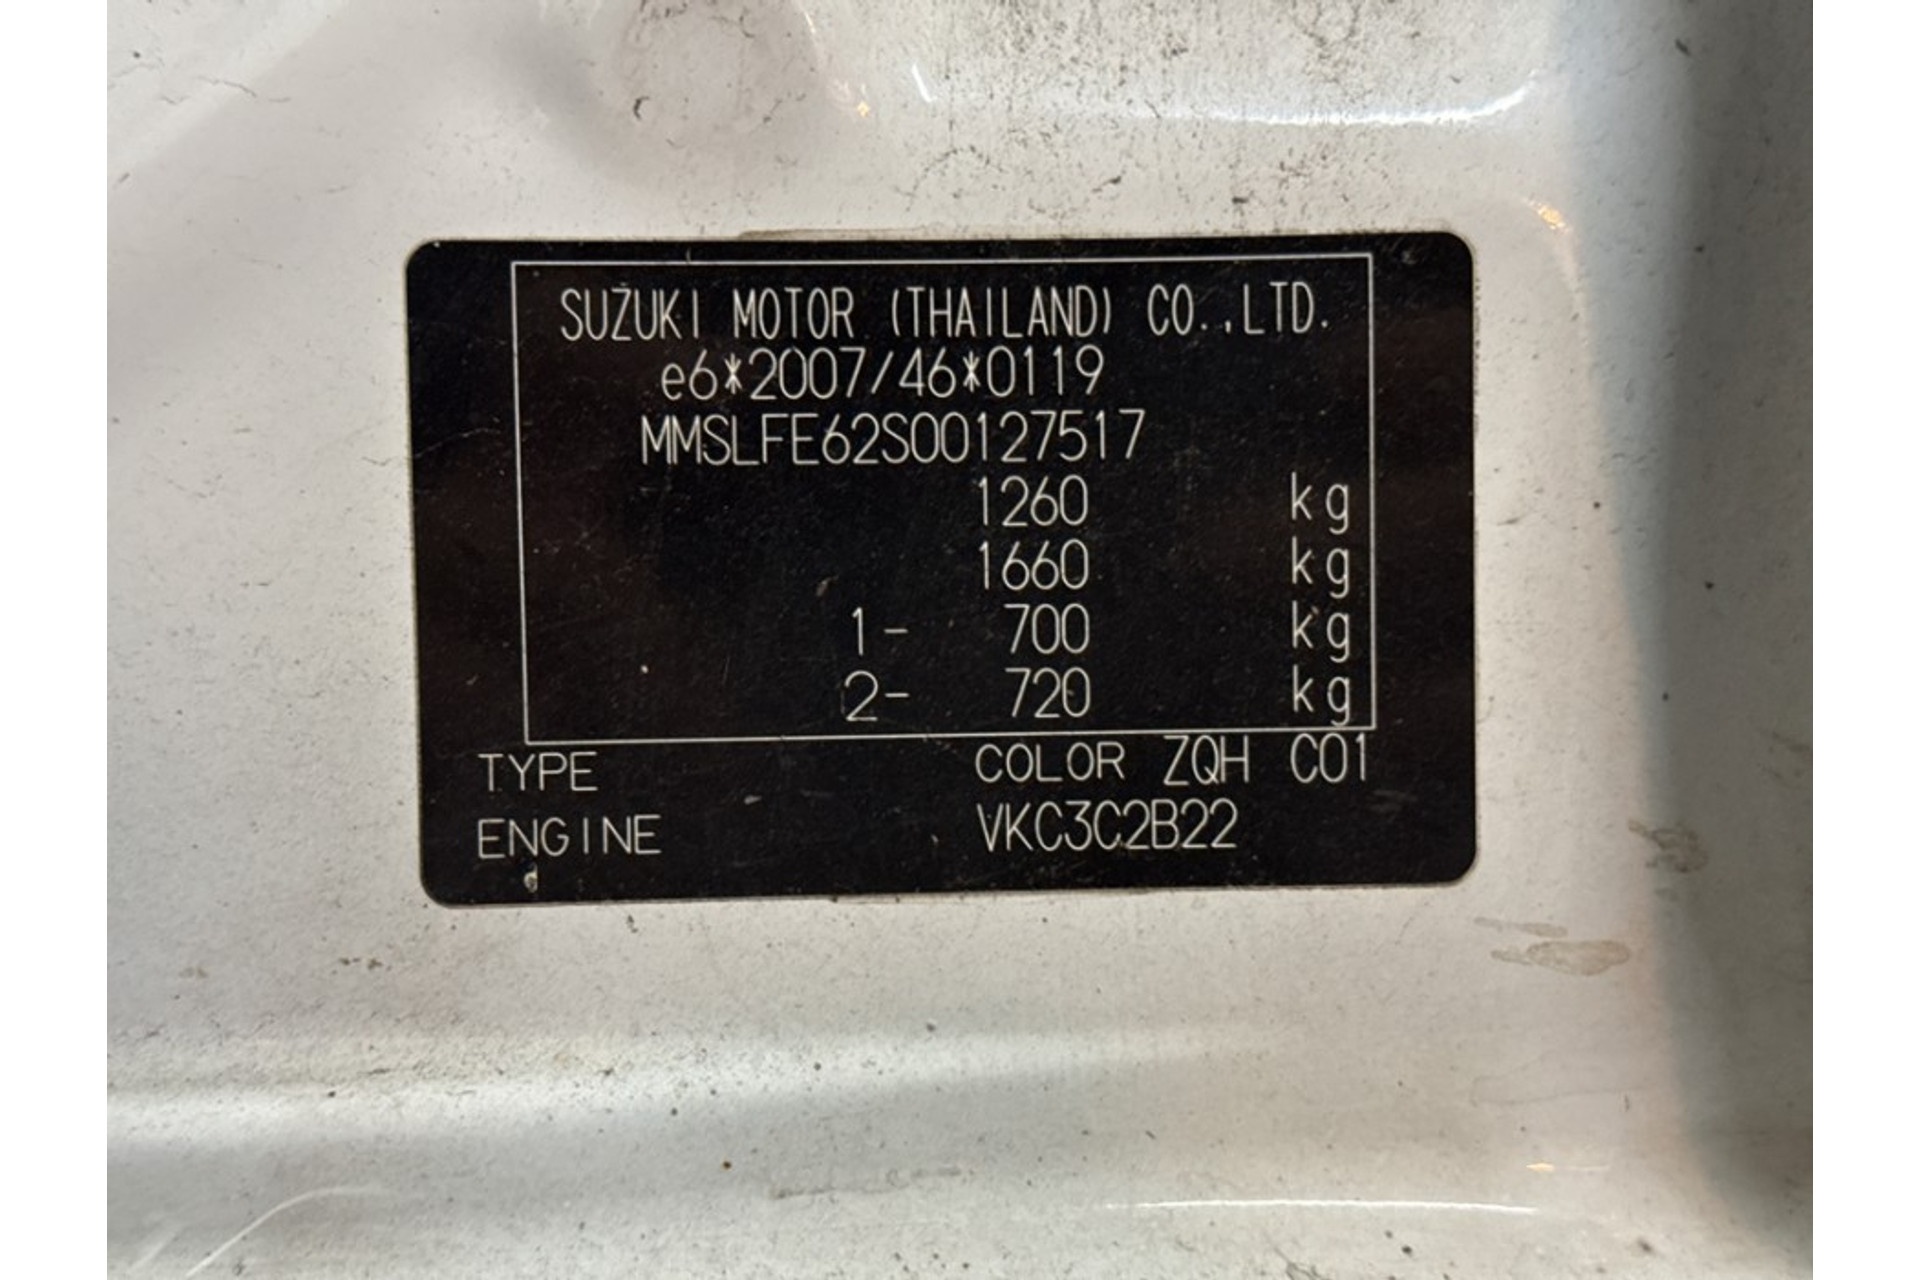 SUZUKI MOTOR (THAILAND) CO.,LTD.
e6*2007/46*0119
MMSLFE62S00127517
1260 kg
1660 kg
1- 700 kg
2- 720 kg
TYPE COLOR ZQH C01
ENGINE VKC3C2B22